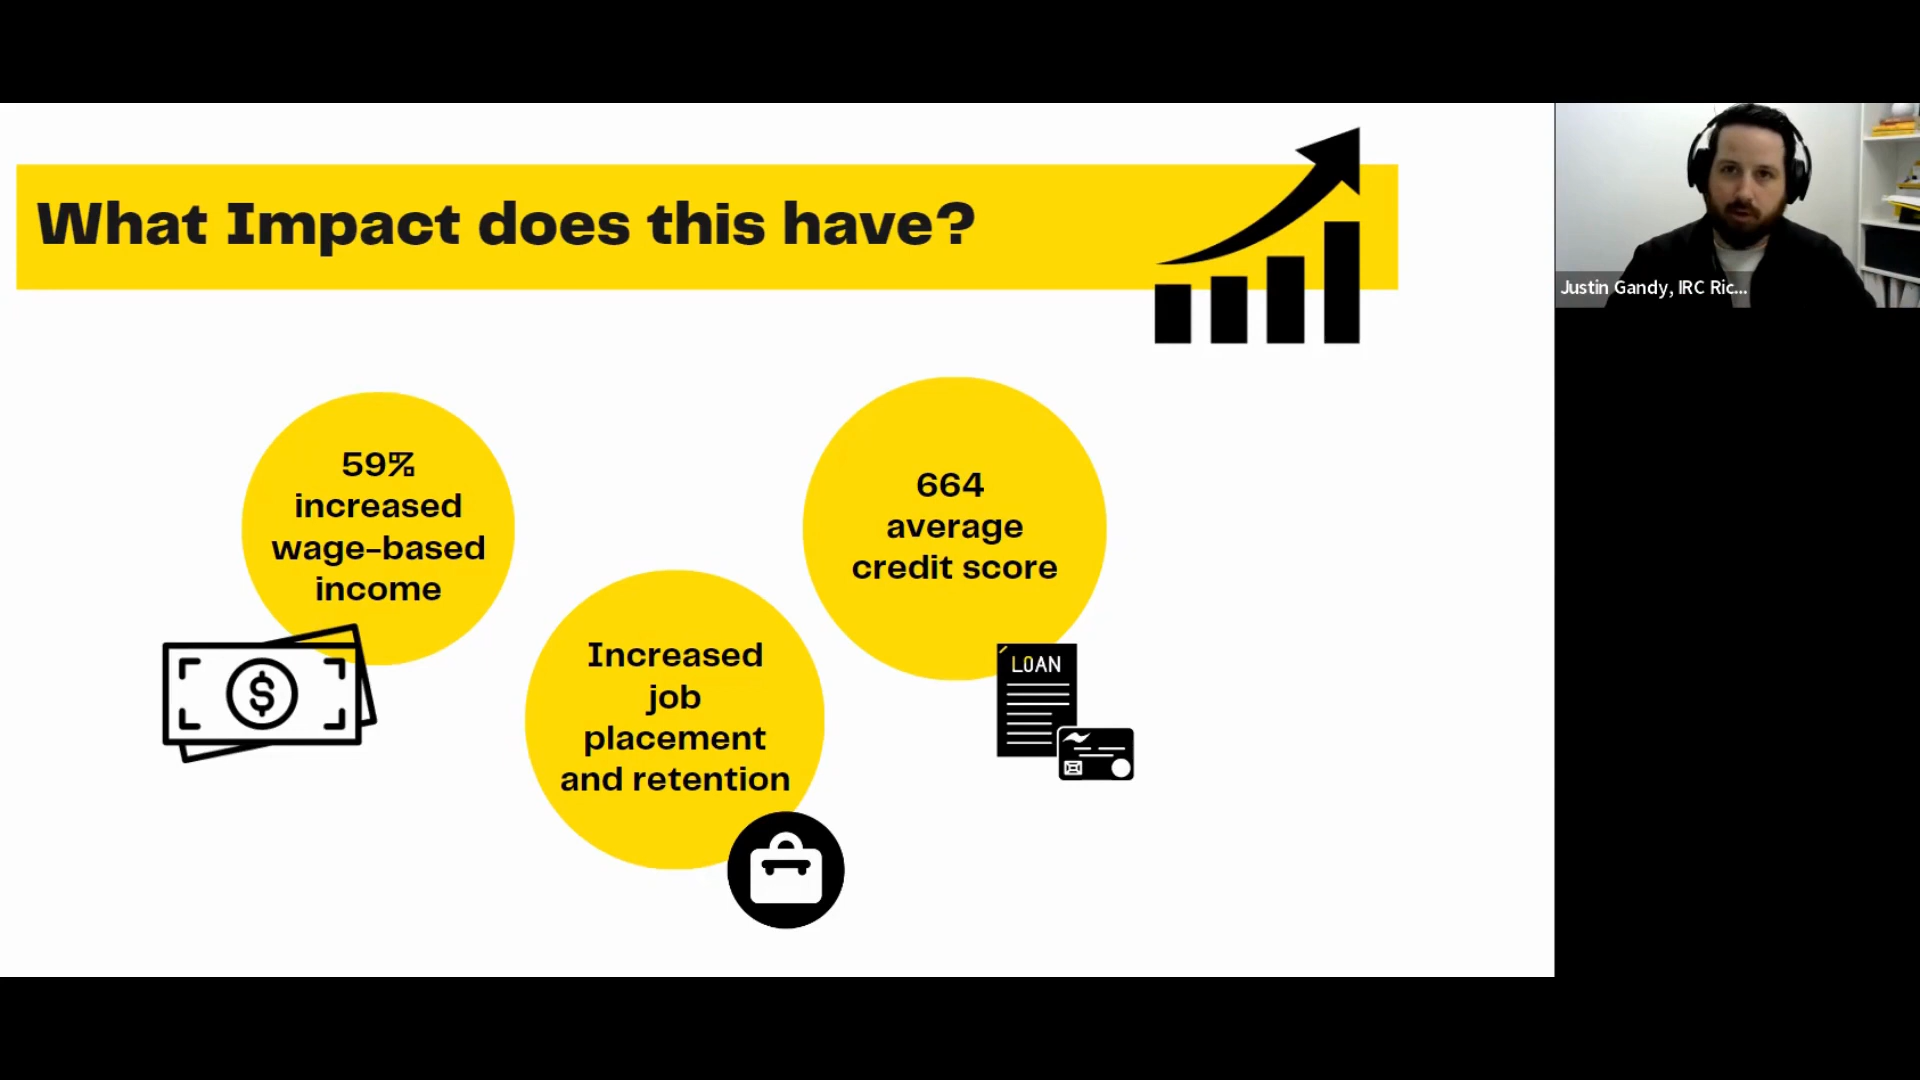 What Impact does this have?
59%
increased
wage-based
income
664
average
credit score
Increased
job
placement
and retention
LOAN
$
Justin Gandy, IRC Ric...